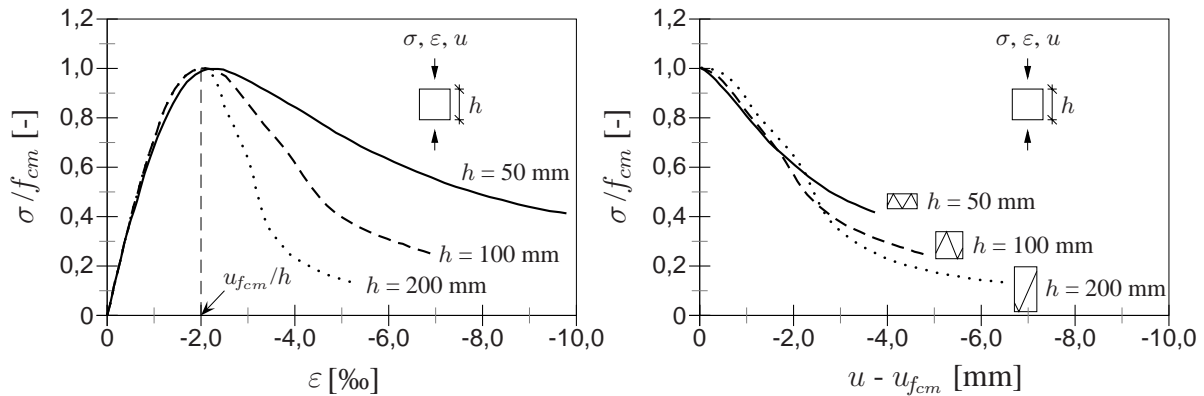 1,2
1,0
0,8
0,6
0,4
0,2
0
σ/f_cm [-]
σ, ε, u
h
h = 50 mm
h = 100 mm
h = 200 mm
u_fcm/h
0 -2,0 -4,0 -6,0 -8,0 -10,0
ε [‰]
1,2
1,0
0,8
0,6
0,4
0,2
0
σ/f_cm [-]
σ, ε, u
h
h = 50 mm
h = 100 mm
h = 200 mm
0 -2,0 -4,0 -6,0 -8,0 -10,0
u - u_fcm [mm]